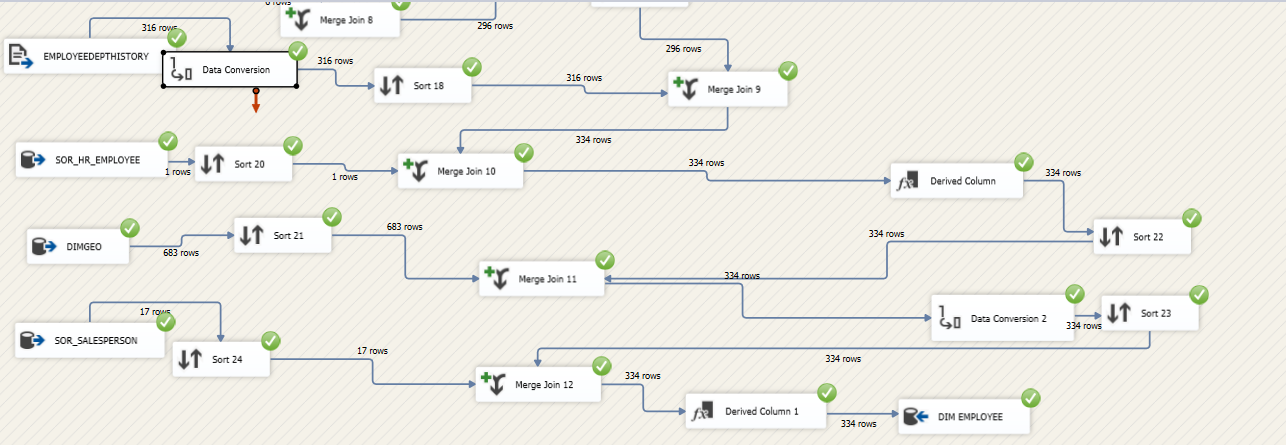 6 rows
Merge Join 8
296 rows
316 rows
296 rows
EMPLOYEEDEPTHISTORY
Data Conversion
316 rows
Sort 18
316 rows
Merge Join 9
334 rows
SOR_HR_EMPLOYEE
1 rows
Sort 20
1 rows
Merge Join 10
334 rows
Derived Column
334 rows
DIMGEO
683 rows
Sort 21
683 rows
334 rows
Sort 22
Merge Join 11
334 rows
17 rows
Data Conversion 2
334 rows
Sort 23
SOR_SALESPERSON
Sort 24
17 rows
334 rows
Merge Join 12
334 rows
Derived Column 1
334 rows
DIM EMPLOYEE